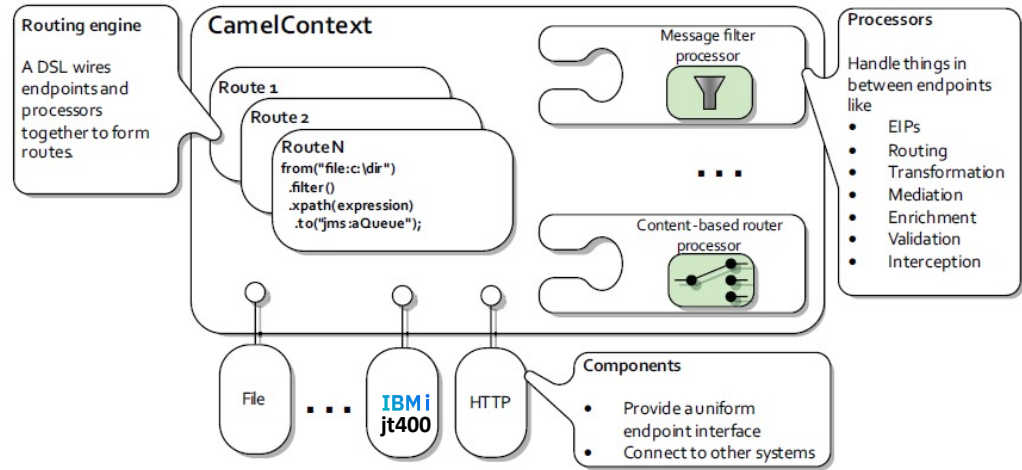 Routing engine
A DSL wires
endpoints and
processors
together to form
routes.
CamelContext
Route 1
Route 2
Route N
from("file:c:\dir")
.filter()
.xpath(expression)
.to("jms:aQueue");
Message filter
processor
...
Content-based router
processor
Processors
Handle things in
between endpoints
like
• EIPs
• Routing
• Transformation
• Mediation
• Enrichment
• Validation
• Interception
File
...
IBM i
jt400
HTTP
Components
• Provide a uniform
endpoint interface
• Connect to other systems